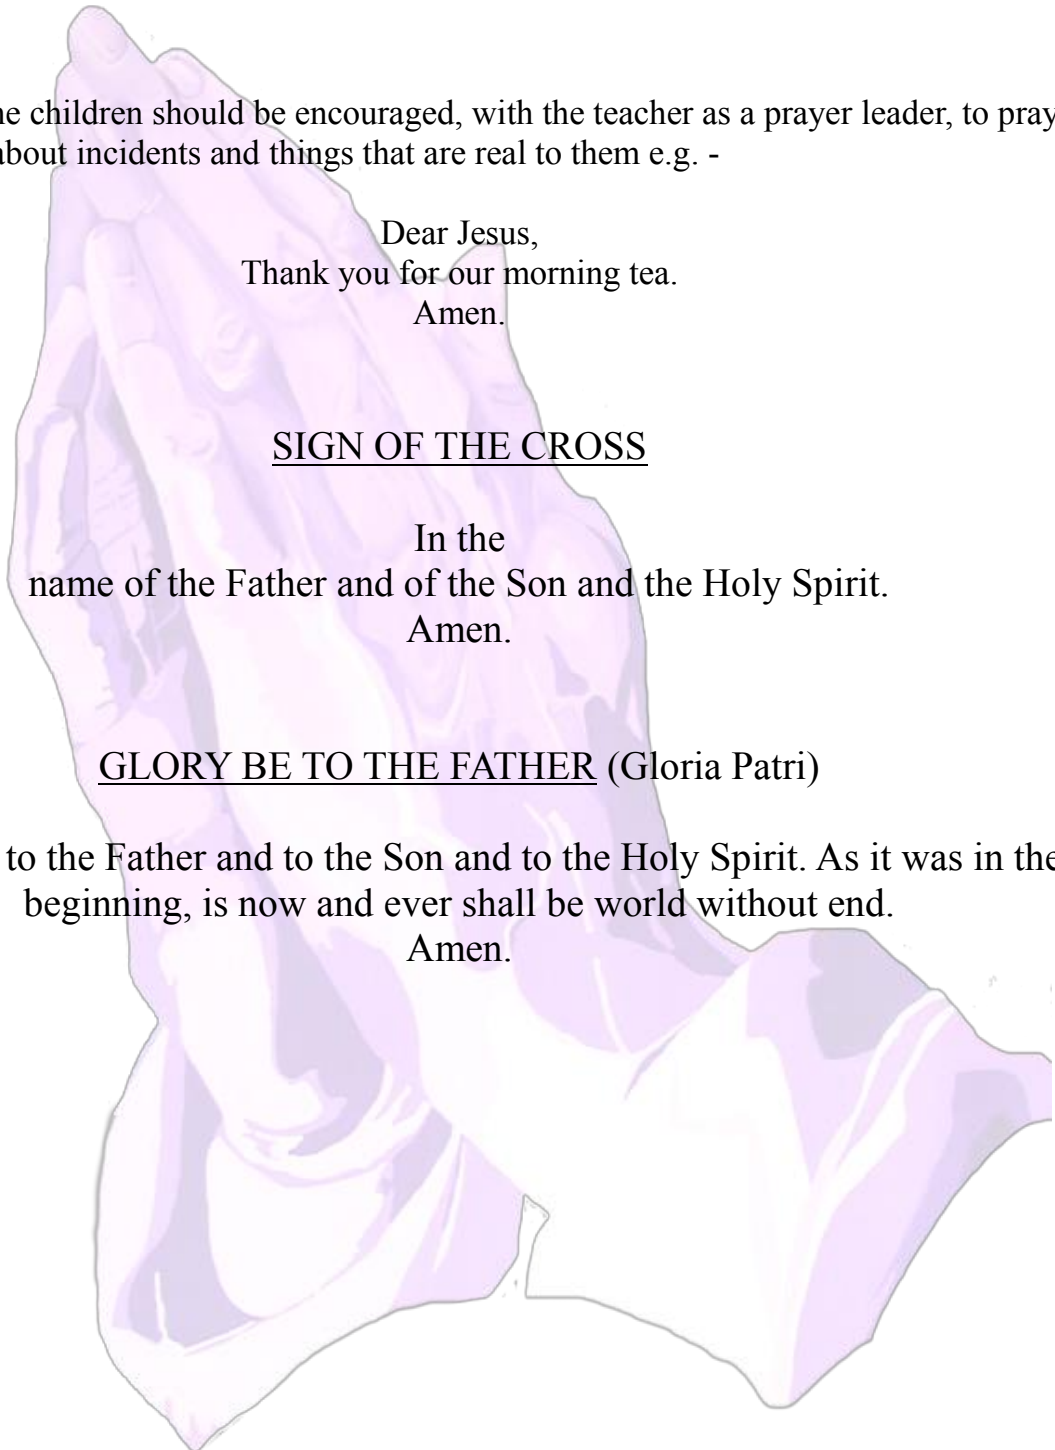 he children should be encouraged, with the teacher as a prayer leader, to pray
about incidents and things that are real to them e.g. -
Dear Jesus,
Thank you for our morning tea.
Amen.
SIGN OF THE CROSS
In the
name of the Father and of the Son and the Holy Spirit.
Amen.
GLORY BE TO THE FATHER (Gloria Patri)
to the Father and to the Son and to the Holy Spirit. As it was in the
beginning, is now and ever shall be world without end.
Amen.